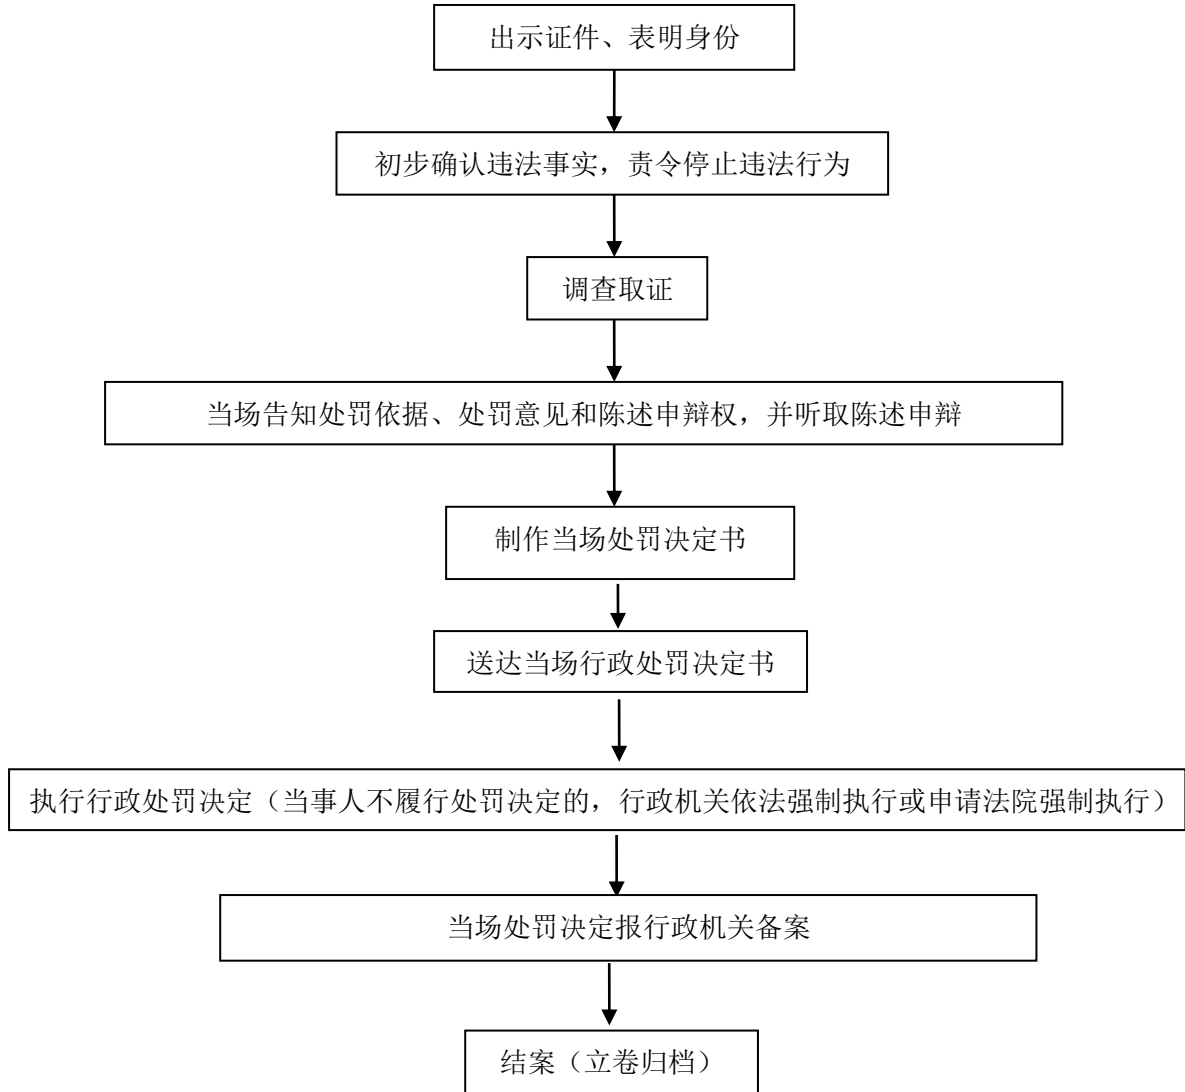 出示证件、表明身份
初步确认违法事实，责令停止违法行为
调查取证
当场告知处罚依据、处罚意见和陈述申辩权，并听取陈述申辩
制作当场处罚决定书
送达当场行政处罚决定书
执行行政处罚决定（当事人不履行处罚决定的，行政机关依法强制执行或申请法院强制执行）
当场处罚决定报行政机关备案
结案（立卷归档）